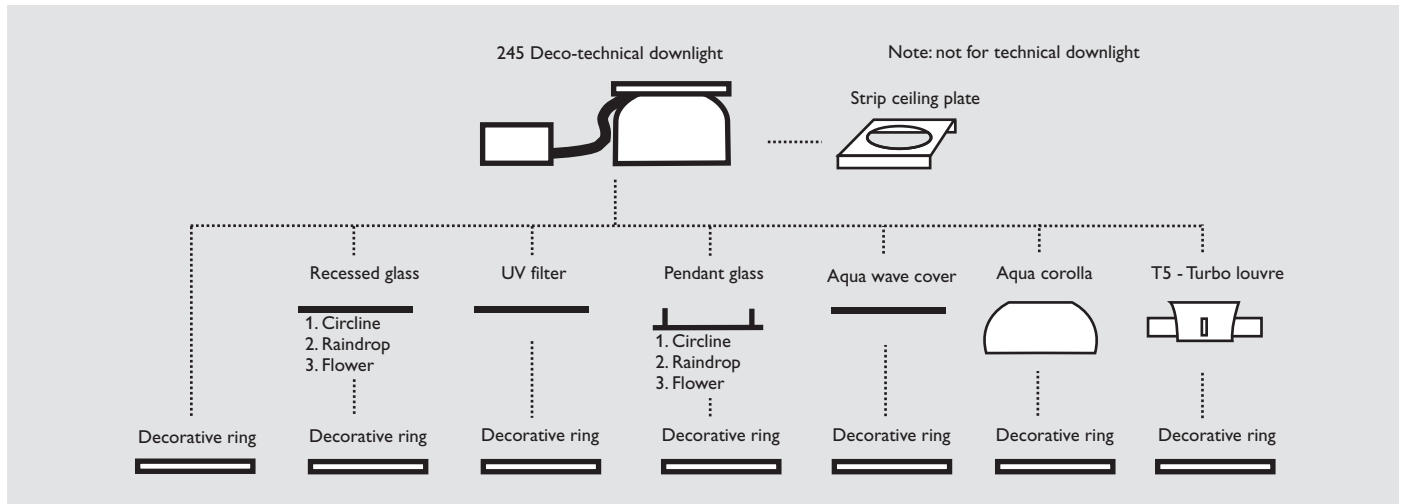 245 Deco-technical downlight
Note: not for technical downlight
Strip ceiling plate
Recessed glass
1. Circline
2. Raindrop
3. Flower
UV filter
Pendant glass
1. Circline
2. Raindrop
3. Flower
Aqua wave cover
Aqua corolla
T5 - Turbo louvre
Decorative ring
Decorative ring
Decorative ring
Decorative ring
Decorative ring
Decorative ring
Decorative ring